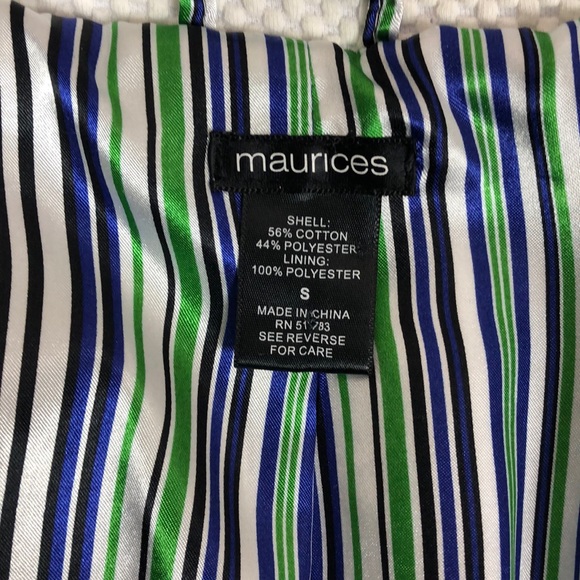 maurices
SHELL:
56% COTTON
44% POLYESTER
LINING:
100% POLYESTER
S
MADE IN CHINA
RN
SEE REVERSE
FOR CARE